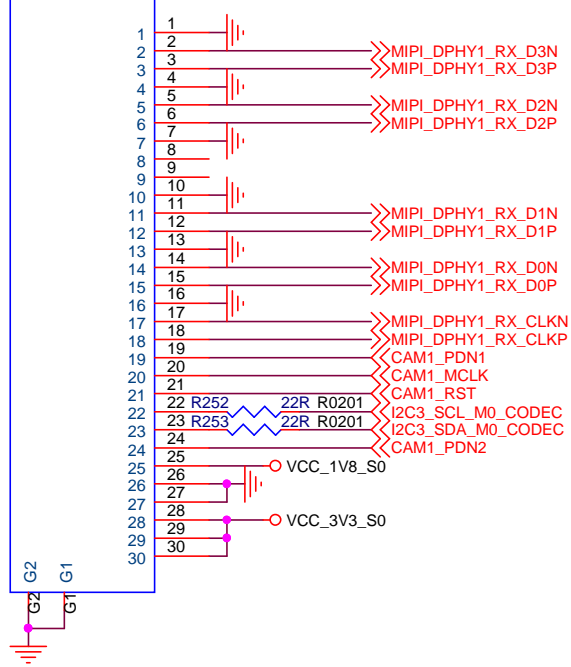 1 1
2 2 MIPI_DPHY1_RX_D3N
3 3 MIPI_DPHY1_RX_D3P
4 4
5 5 MIPI_DPHY1_RX_D2N
6 6 MIPI_DPHY1_RX_D2P
7 7
8 8
9 9
10 10
11 11 MIPI_DPHY1_RX_D1N
12 12 MIPI_DPHY1_RX_D1P
13 13
14 14 MIPI_DPHY1_RX_D0N
15 15 MIPI_DPHY1_RX_D0P
16 16
17 17 MIPI_DPHY1_RX_CLKN
18 18 MIPI_DPHY1_RX_CLKP
19 19 CAM1_PDN1
20 20 CAM1_MCLK
21 21 CAM1_RST
22 22 R252 22R R0201 I2C3_SCL_M0_CODEC
23 23 R253 22R R0201 I2C3_SDA_M0_CODEC
24 24 CAM1_PDN2
25 25 VCC_1V8_S0
26 26
27 27
28 28 VCC_3V3_S0
29 29
30 30
G2 G1
G2 G1